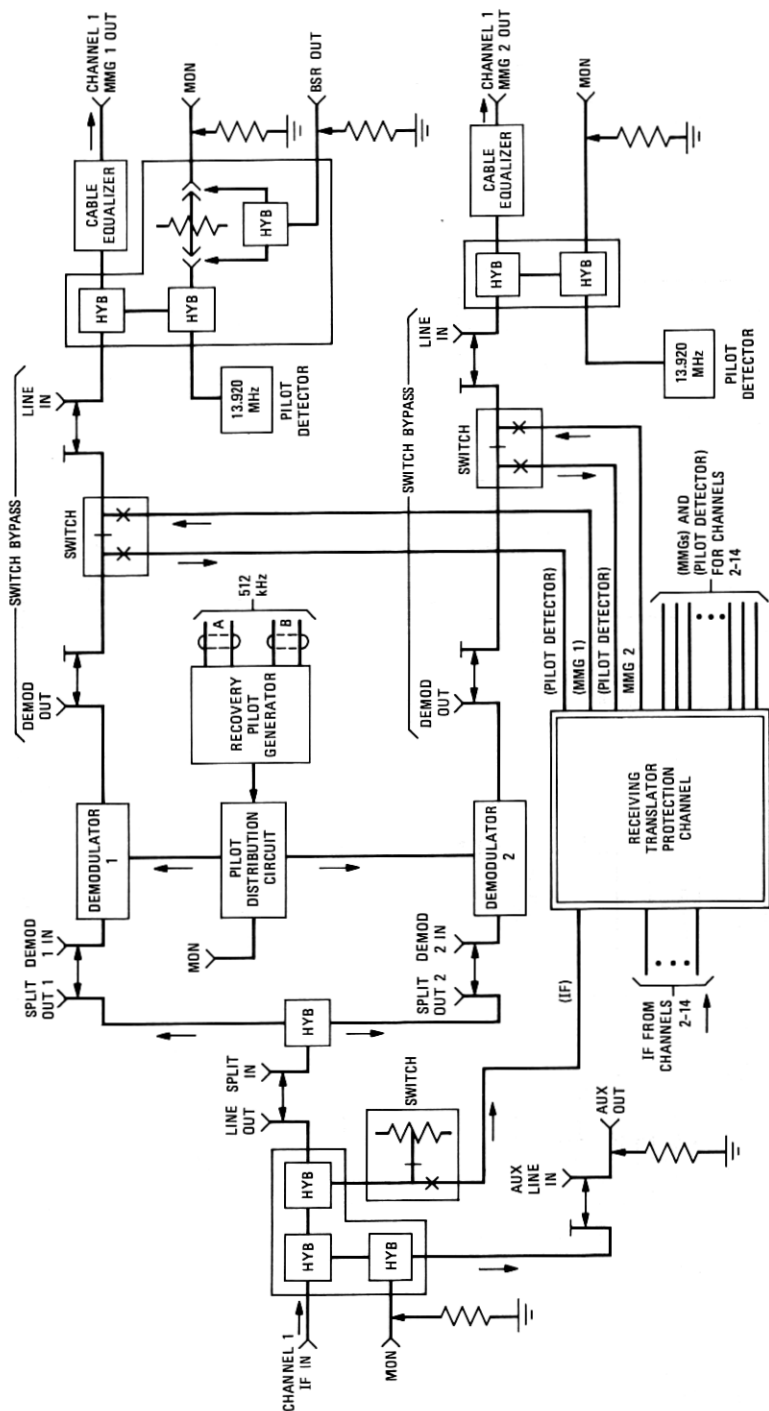 CHANNEL 1
IF IN
MON
HYB
HYB
HYB
LINE
OUT
SPLIT
IN
SWITCH
HYB
AUX
LINE
IN
AUX
OUT
SPLIT
OUT 1
DEMOD
1 IN
DEMODULATOR
1
DEMOD
OUT
MON
PILOT
DISTRIBUTION
CIRCUIT
RECOVERY
PILOT
GENERATOR
A
B
512
kHz
SPLIT
OUT 2
DEMOD
2 IN
DEMODULATOR
2
DEMOD
OUT
SWITCH BYPASS
SWITCH
LINE
IN
HYB
HYB
13.920
MHz
PILOT
DETECTOR
HYB
CABLE
EQUALIZER
CHANNEL 1
MMG 1 OUT
MON
BSR OUT
SWITCH BYPASS
SWITCH
LINE
IN
HYB
HYB
13.920
MHz
PILOT
DETECTOR
CABLE
EQUALIZER
CHANNEL 1
MMG 2 OUT
MON
(IF)
IF FROM
CHANNELS
2-14
RECEIVING
TRANSLATOR
PROTECTION
CHANNEL
(PILOT DETECTOR)
(MMG 1)
(PILOT DETECTOR)
MMG 2
(MMGs) AND
(PILOT DETECTOR)
FOR CHANNELS
2-14